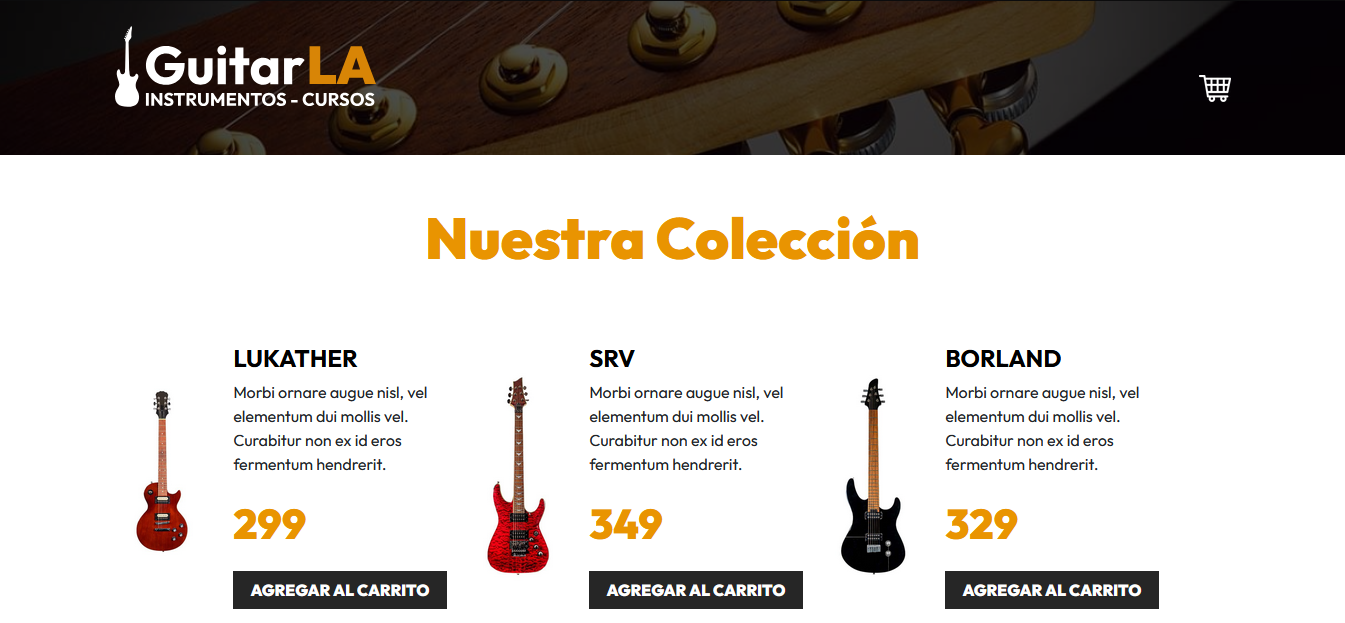 GuitarLA
INSTRUMENTOS - CURSOS
Nuestra Colección
LUKATHER
Morbi ornare augue nisl, vel
elementum dui mollis vel.
Curabitur non ex id eros
fermentum hendrerit.
299
AGREGAR AL CARRITO
SRV
Morbi ornare augue nisl, vel
elementum dui mollis vel.
Curabitur non ex id eros
fermentum hendrerit.
349
AGREGAR AL CARRITO
BORLAND
Morbi ornare augue nisl, vel
elementum dui mollis vel.
Curabitur non ex id eros
fermentum hendrerit.
329
AGREGAR AL CARRITO